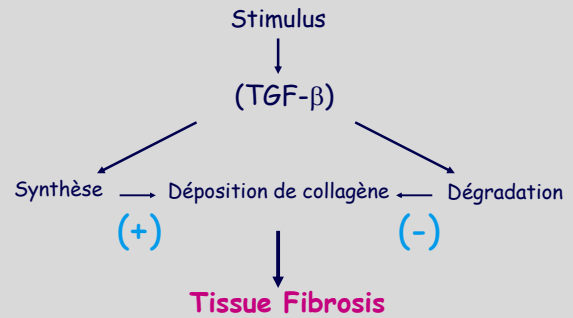 Stimulus
(TGF-β)
Synthèse Déposition de collagène Dégradation
(+) (-)
Tissue Fibrosis